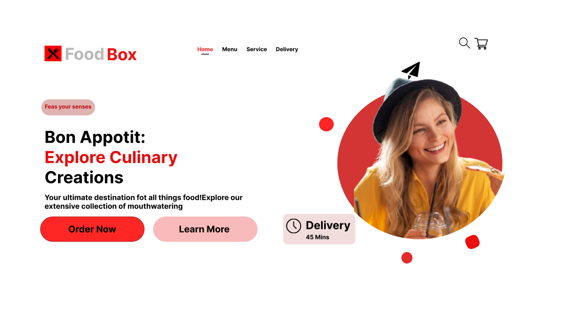 Food Box
Home Menu Service Delivery
Feas your senses
Bon Appotit:
Explore Culinary
Creations
Your ultimate destination fot all things food!Explore our
extensive collection of mouthwatering
Order Now Learn More
Delivery
45 Mins